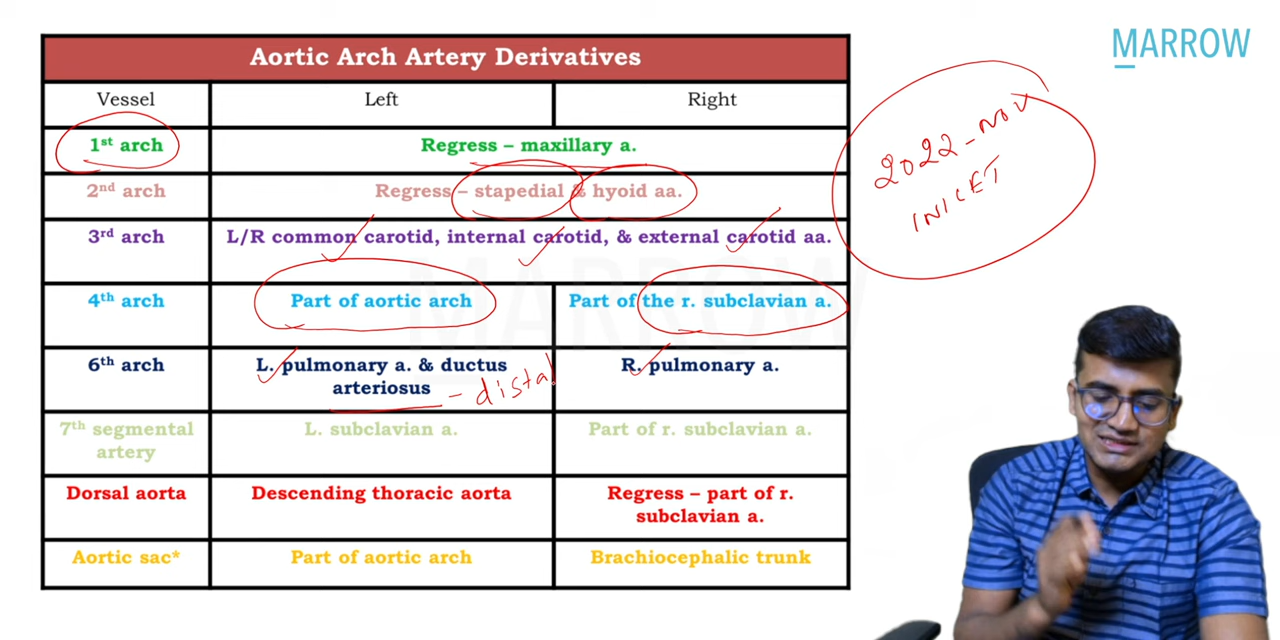 MARROW
Aortic Arch Artery Derivatives
Vessel Left Right
1st arch Regress – maxillary a.
2nd arch Regress – stapedial & hyoid aa.
3rd arch L/R common carotid, internal carotid, & external carotid aa.
4th arch Part of aortic arch Part of the r. subclavian a.
6th arch L. pulmonary a. & ductus R. pulmonary a.
arteriosus - distal
7th segmental L. subclavian a. Part of r. subclavian a.
artery
Dorsal aorta Descending thoracic aorta Regress – part of r.
subclavian a.
Aortic sac* Part of aortic arch Brachiocephalic trunk
2022-NOV
INICET
MARROW